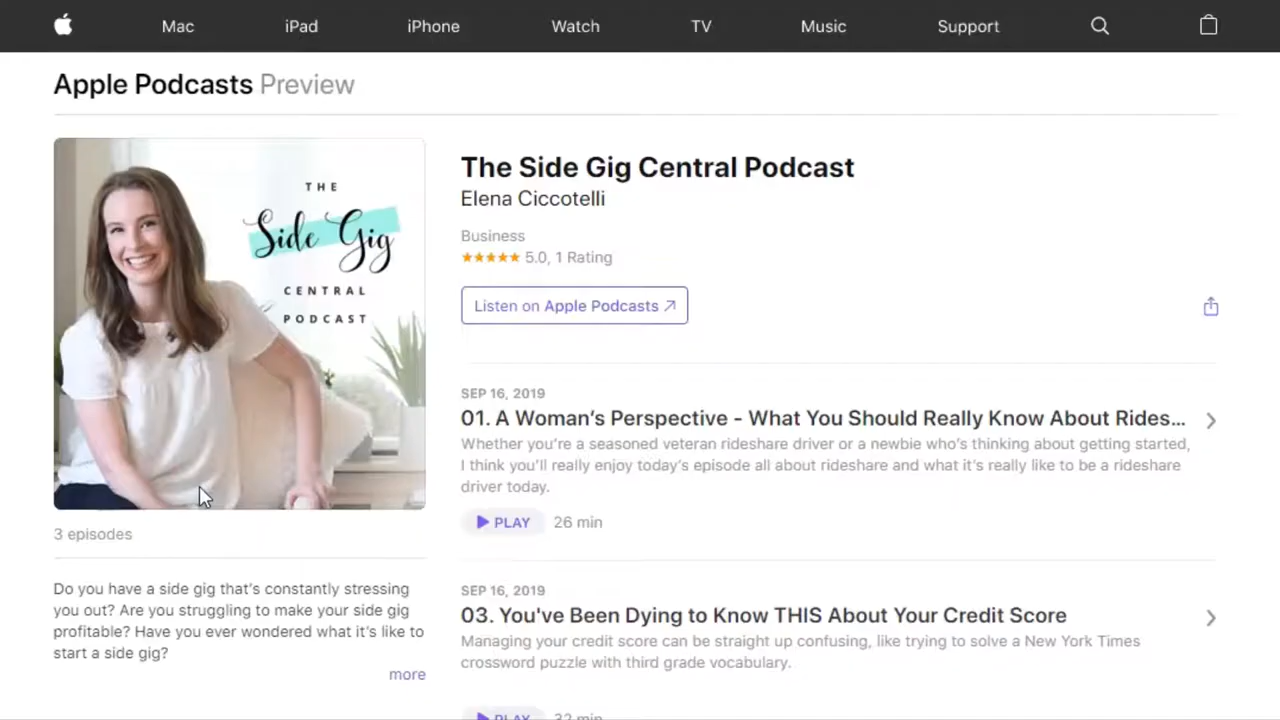 Mac iPad iPhone Watch TV Music Support
Apple Podcasts Preview
THE
Side Gig
CENTRAL
PODCAST
3 episodes
Do you have a side gig that's constantly stressing
you out? Are you struggling to make your side gig
profitable? Have you ever wondered what it's like to
start a side gig?
more
The Side Gig Central Podcast
Elena Ciccotelli
Business
★★★★★ 5.0, 1 Rating
Listen on Apple Podcasts ↗
SEP 16, 2019
01. A Woman's Perspective - What You Should Really Know About Rides...
Whether you're a seasoned veteran rideshare driver or a newbie who's thinking about getting started,
I think you'll really enjoy today's episode all about rideshare and what it's really like to be a rideshare
driver today.
PLAY 26 min
SEP 16, 2019
03. You've Been Dying to Know THIS About Your Credit Score
Managing your credit score can be straight up confusing, like trying to solve a New York Times
crossword puzzle with third grade vocabulary.
PLAY 32 min